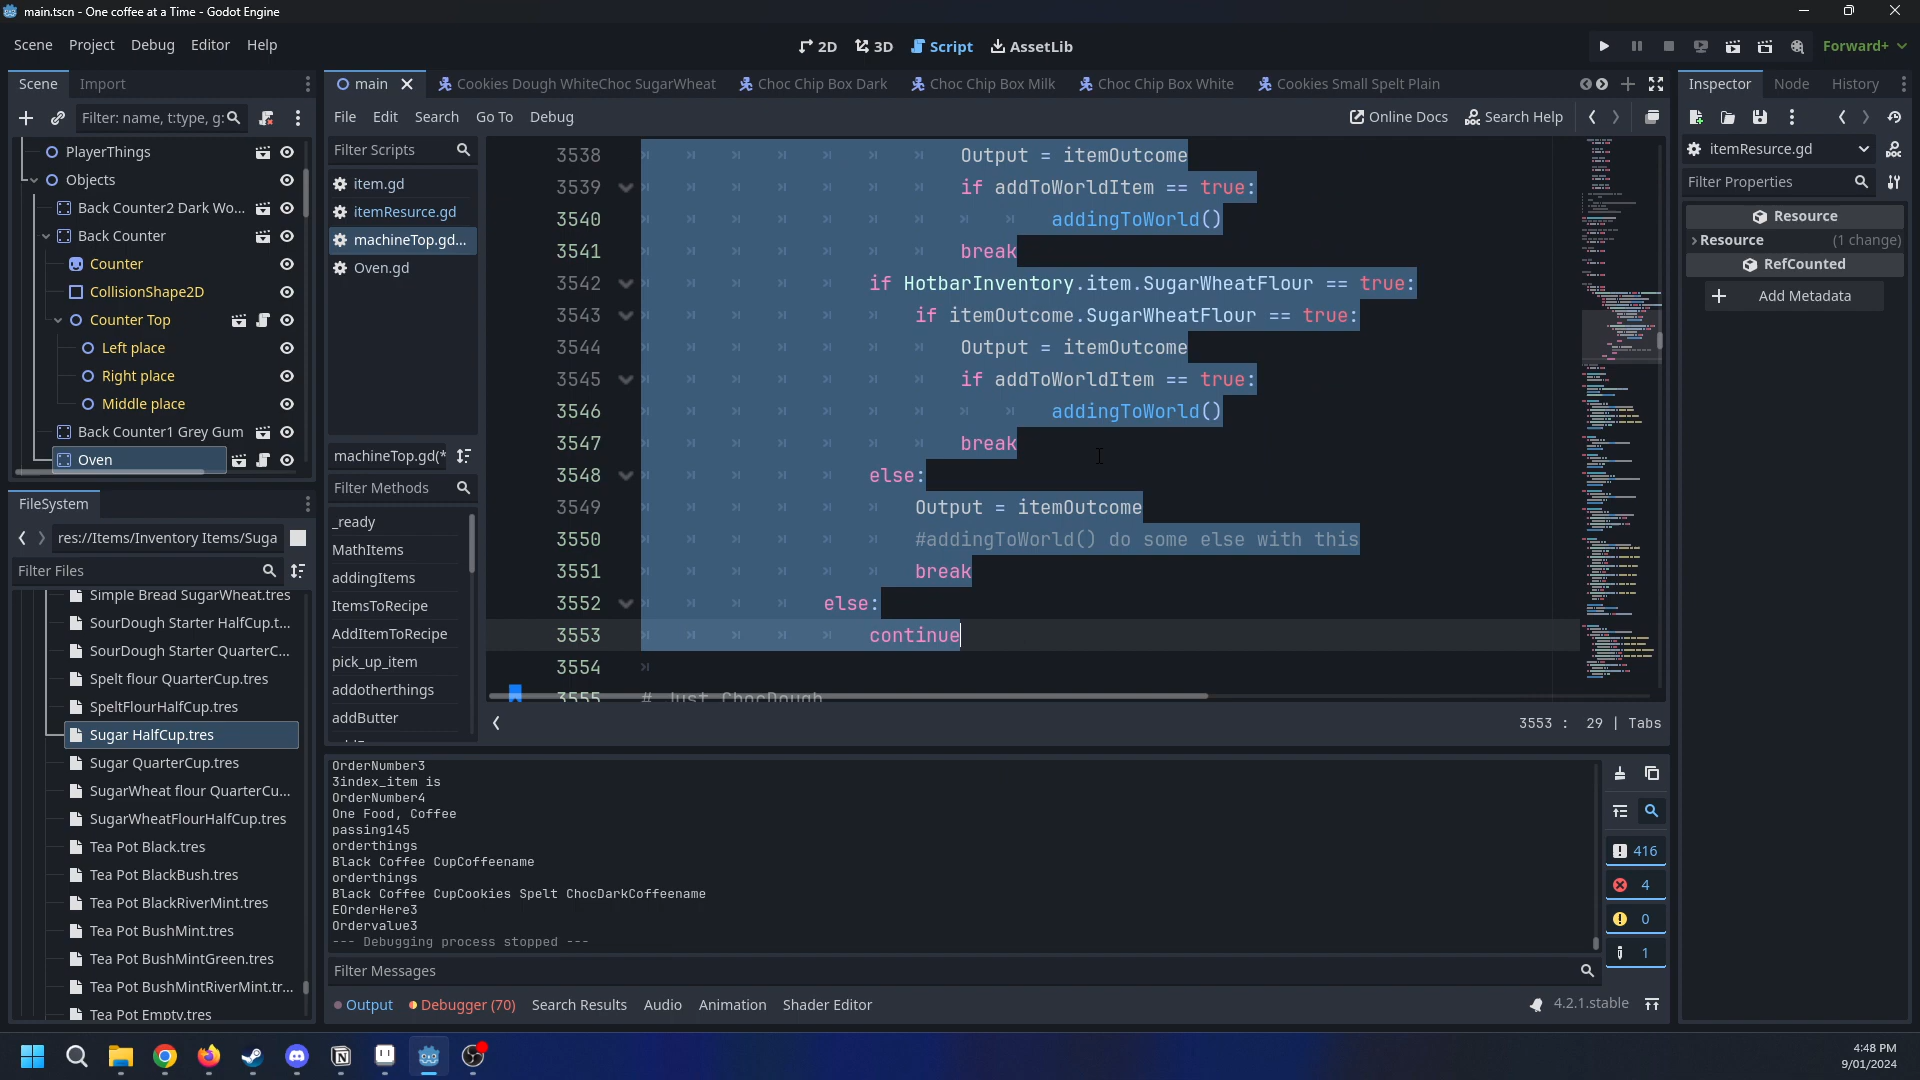 main.tscn - One coffee at a Time - Godot Engine
Scene Project Debug Editor Help
2D 3D Script AssetLib
Forward+
Scene Import
main
Cookies Dough WhiteChoc SugarWheat
Choc Chip Box Dark
Choc Chip Box Milk
Choc Chip Box White
Cookies Small Spelt Plain
Inspector Node History
Filter: name, t:type, g:
File Edit Search Go To Debug
Online Docs Search Help
PlayerThings
Objects
Back Counter2 Dark Wo...
Back Counter
Counter
CollisionShape2D
Counter Top
Left place
Right place
Middle place
Back Counter1 Grey Gum
Oven
Filter Scripts
item.gd
itemResurce.gd
machineTop.gd...
Oven.gd
machineTop.gd(*
Filter Methods
_ready
MathItems
addingItems
ItemsToRecipe
AddItemToRecipe
pick_up_item
addotherthings
addButter
3538 Output = itemOutcome
3539 if addToWorldItem == true:
3540 addingToWorld()
3541 break
3542 if HotbarInventory.item.SugarWheatFlour == true:
3543 if itemOutcome.SugarWheatFlour == true:
3544 Output = itemOutcome
3545 if addToWorldItem == true:
3546 addingToWorld()
3547 break
3548 else:
3549 Output = itemOutcome
3550 #addingToWorld() do some else with this
3551 break
3552 else:
3553 continue
3554
3555 # Just ChocDough
3553 : 29 | Tabs
itemResurce.gd
Filter Properties
Resource
Resource (1 change)
RefCounted
Add Metadata
FileSystem
res://Items/Inventory Items/Suga
Filter Files
Simple Bread SugarWheat.tres
SourDough Starter HalfCup.t...
SourDough Starter QuarterC...
Spelt flour QuarterCup.tres
SpeltFlourHalfCup.tres
Sugar HalfCup.tres
Sugar QuarterCup.tres
SugarWheat flour QuarterCu...
SugarWheatFlourHalfCup.tres
Tea Pot Black.tres
Tea Pot BlackBush.tres
Tea Pot BlackRiverMint.tres
Tea Pot BushMint.tres
Tea Pot BushMintGreen.tres
Tea Pot BushMintRiverMint.tr...
Tea Pot Empty.tres
OrderNumber3
3index_item is
OrderNumber4
One Food, Coffee
passing145
orderthings
Black Coffee CupCoffeename
orderthings
Black Coffee CupCookies Spelt ChocDarkCoffeename
EOrderHere3
Ordervalue3
--- Debugging process stopped ---
416
4
0
1
Filter Messages
Output Debugger (70) Search Results Audio Animation Shader Editor
4.2.1.stable
4:48 PM
9/01/2024